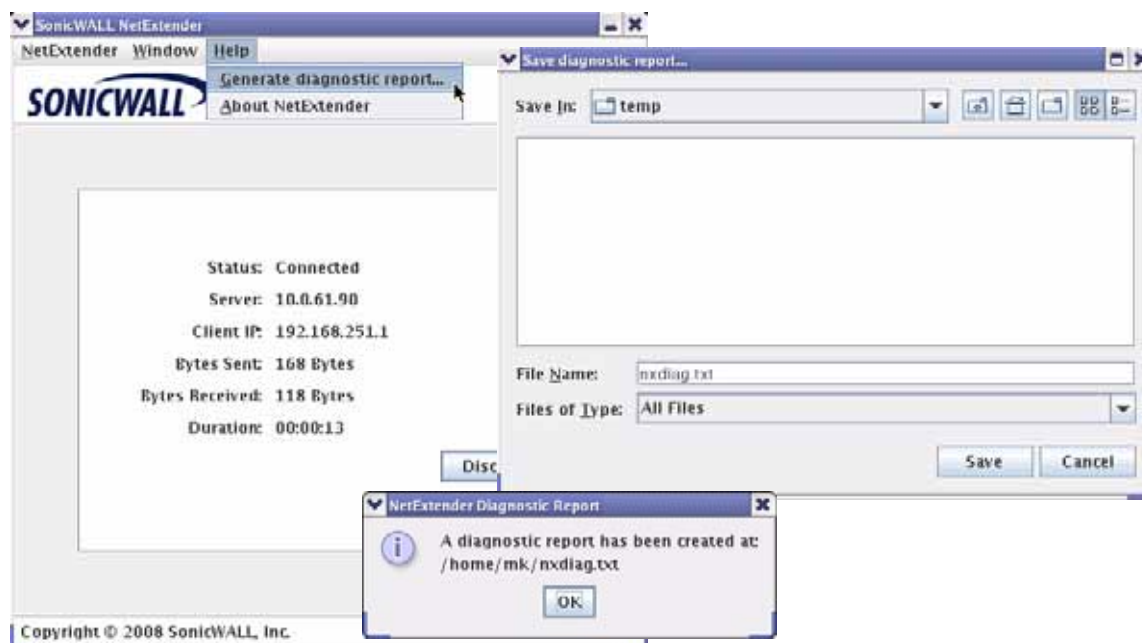 SonicWALL NetExtender
NetExtender Window Help
Generate diagnostic report...
About NetExtender
SONICWALL
Status: Connected
Server: 10.0.61.90
Client IP: 192.168.251.1
Bytes Sent: 168 Bytes
Bytes Received: 118 Bytes
Duration: 00:00:13
Disc
Copyright © 2008 SonicWALL, Inc.
Save diagnostic report...
Save In: temp
File Name: nxdiag.txt
Files of Type: All Files
Save Cancel
NetExtender Diagnostic Report
A diagnostic report has been created at:
/home/mk/nxdiag.txt
OK